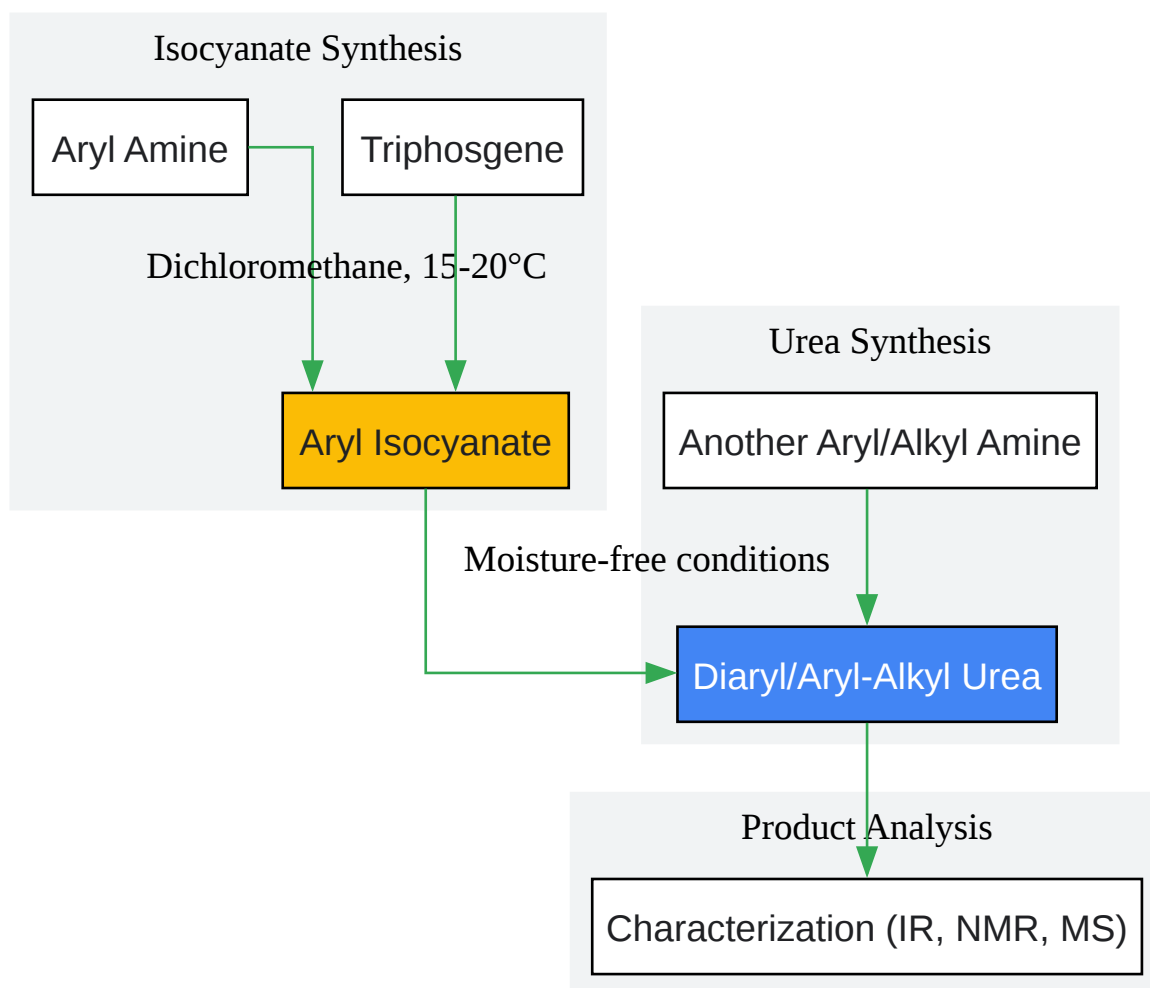 Isocyanate Synthesis
Aryl Amine
Triphosgene
Dichloromethane, 15-20°C
Aryl Isocyanate
Urea Synthesis
Another Aryl/Alkyl Amine
Moisture-free conditions
Diaryl/Aryl-Alkyl Urea
Product Analysis
Characterization (IR, NMR, MS)